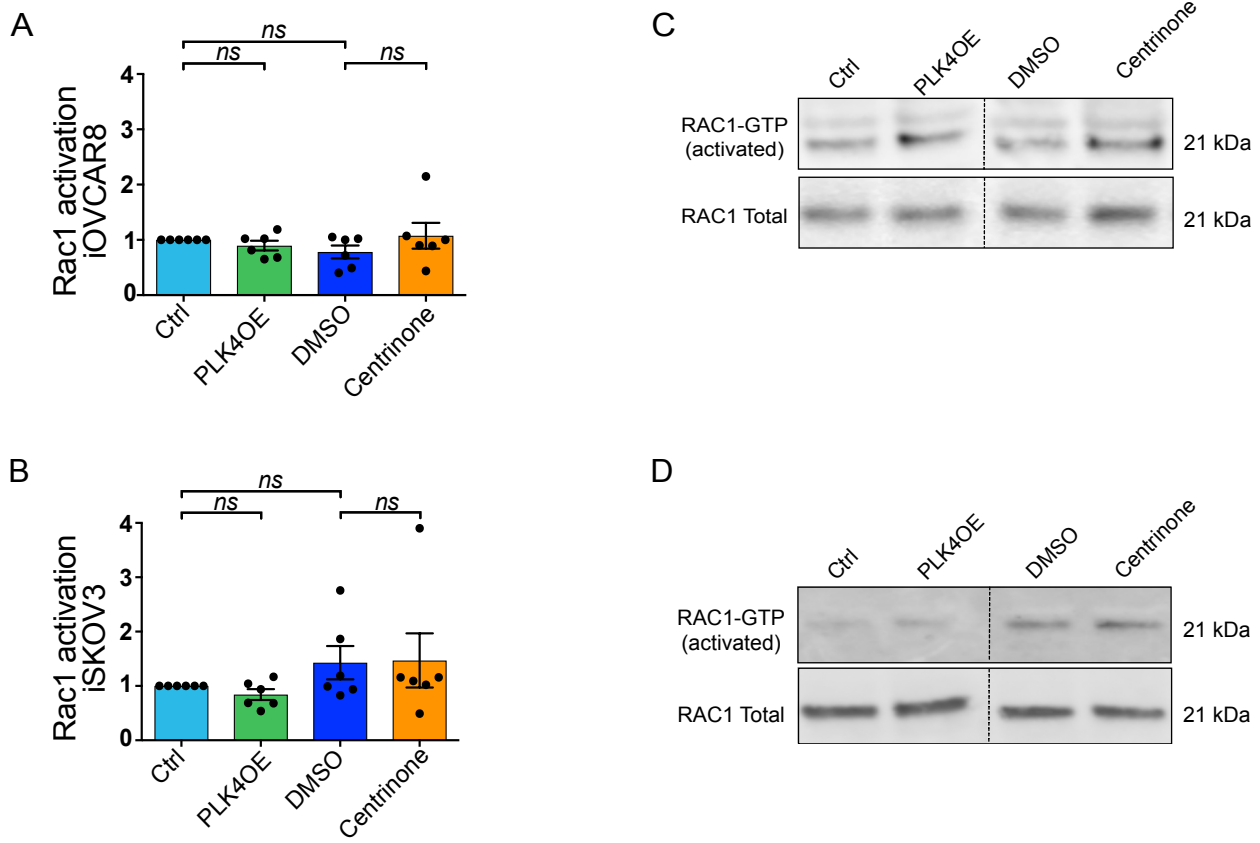 A
ns
ns
ns
Rac1 activation
iOVCAR8
4
3
2
1
0
Ctrl
PLK4OE
DMSO
Centrinone
B
ns
ns
ns
Rac1 activation
iSKOV3
4
3
2
1
0
Ctrl
PLK4OE
DMSO
Centrinone
C
Ctrl
PLK4OE
DMSO
Centrinone
RAC1-GTP
(activated)
21 kDa
RAC1 Total
21 kDa
D
Ctrl
PLK4OE
DMSO
Centrinone
RAC1-GTP
(activated)
21 kDa
RAC1 Total
21 kDa